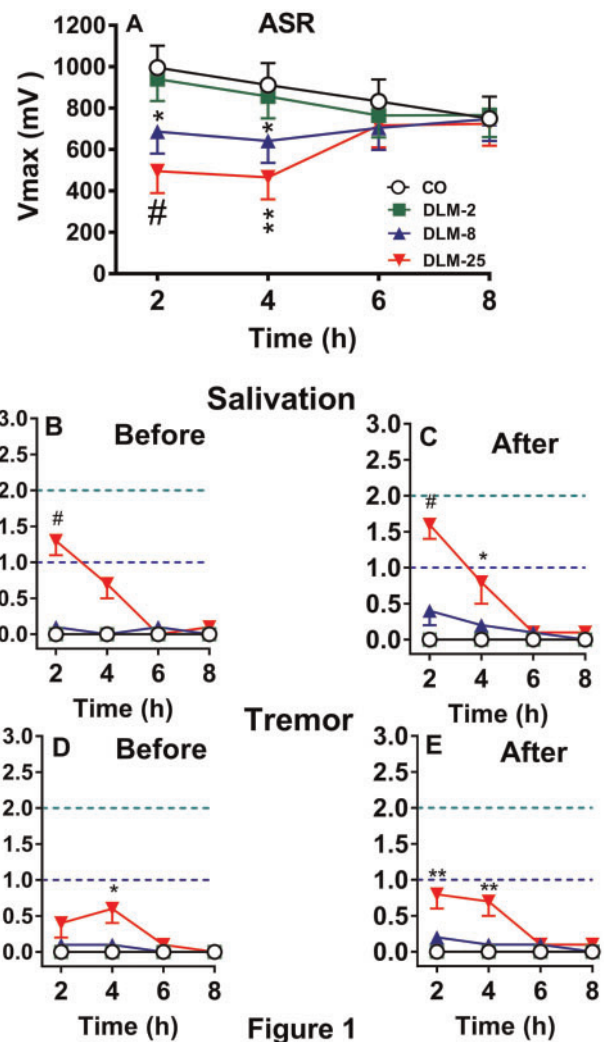 A ASR
1200
1000
800
600
400
200
0
Vmax (mV)
* *
# **
CO
DLM-2
DLM-8
DLM-25
2 4 6 8
Time (h)
Salivation
B Before
3.0
2.5
2.0
1.5
1.0
0.5
0.0
#
2 4 6 8
Time (h)
C After
3.0
2.5
2.0
1.5
1.0
0.5
0.0
#
*
2 4 6 8
Time (h)
Tremor
D Before
3.0
2.5
2.0
1.5
1.0
0.5
0.0
*
2 4 6 8
Time (h)
E After
3.0
2.5
2.0
1.5
1.0
0.5
0.0
** **
2 4 6 8
Time (h)
Figure 1